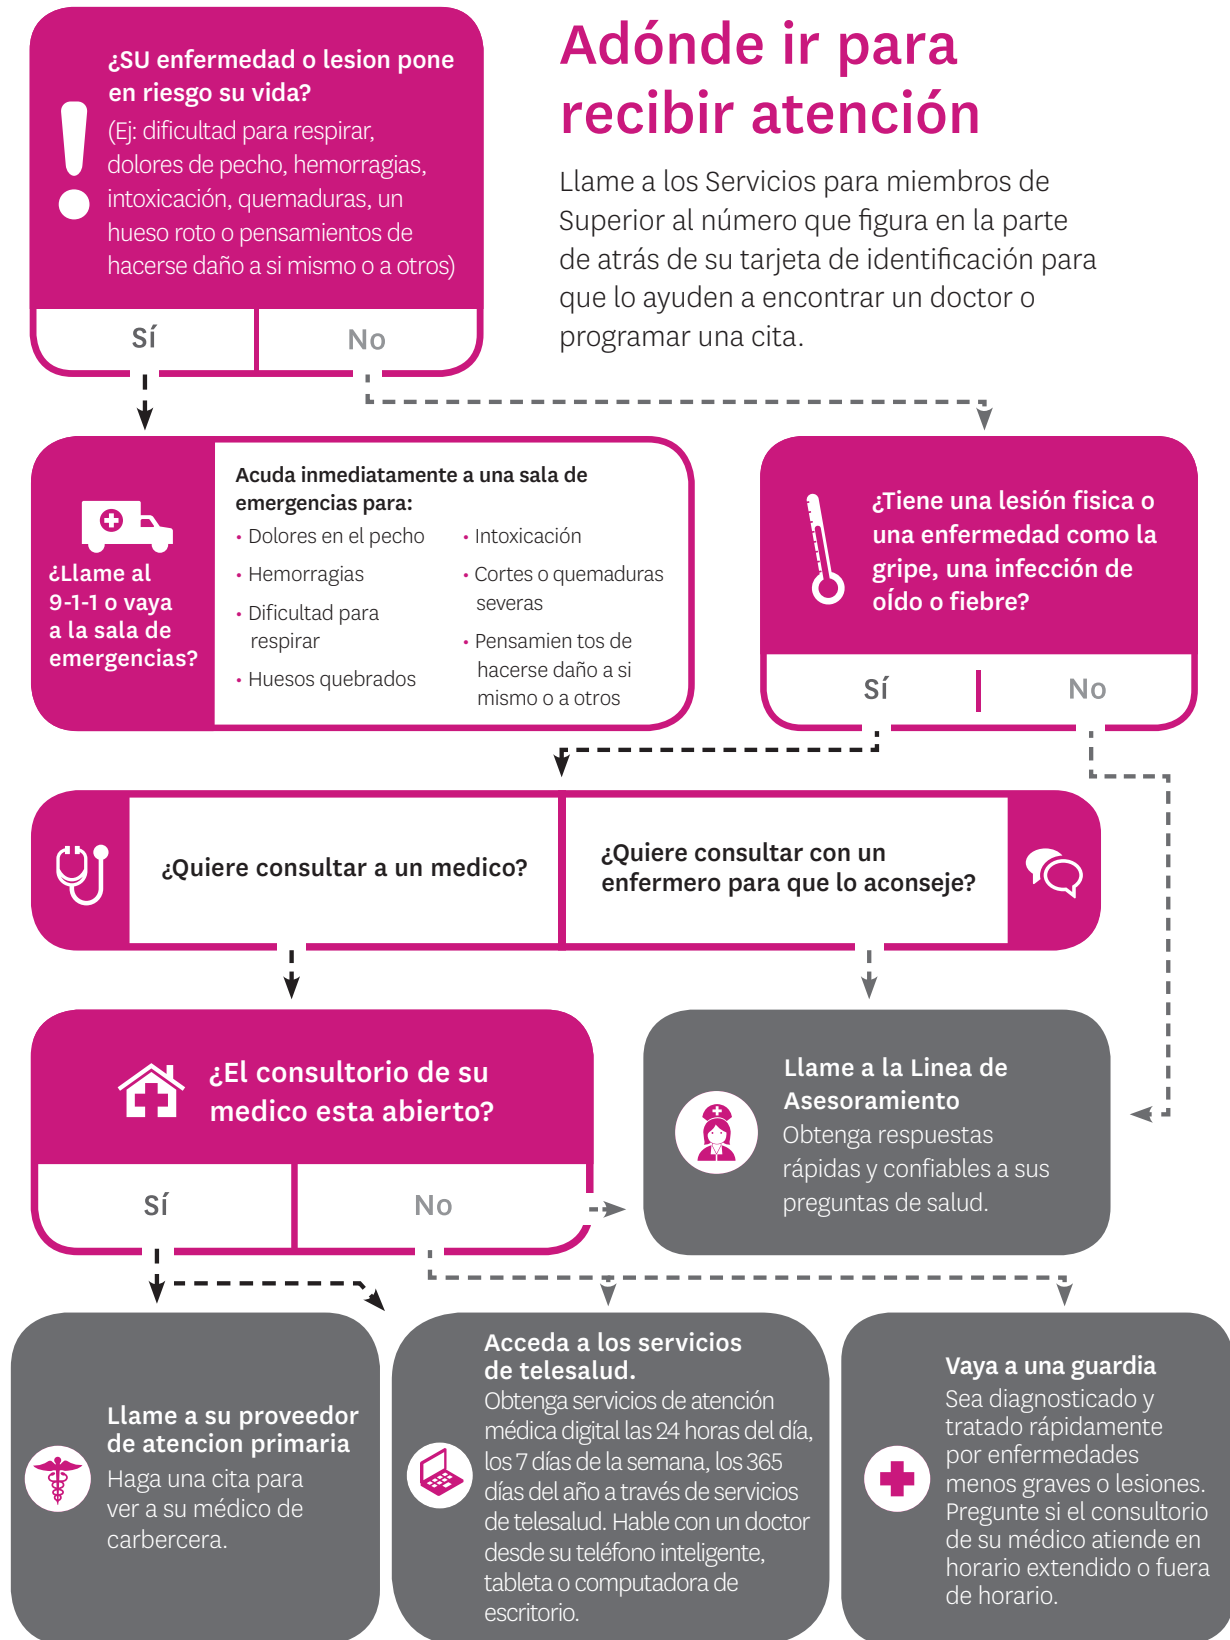 ¿SU enfermedad o lesion pone
en riesgo su vida?
(Ej: dificultad para respirar,
dolores de pecho, hemorragias,
intoxicación, quemaduras, un
hueso roto o pensamientos de
hacerse daño a si mismo o a otros)
Sí
No
Adónde ir para
recibir atención
Llame a los Servicios para miembros de
Superior al número que figura en la parte
de atrás de su tarjeta de identificación para
que lo ayuden a encontrar un doctor o
programar una cita.
¿Llame al
9-1-1 o vaya
a la sala de
emergencias?
Acuda inmediatamente a una sala de
emergencias para:
• Dolores en el pecho
• Hemorragias
• Dificultad para
respirar
• Huesos quebrados
• Intoxicación
• Cortes o quemaduras
severas
• Pensamien tos de
hacerse daño a si
mismo o a otros
¿Tiene una lesión fisica o
una enfermedad como la
gripe, una infección de
oÍdo o fiebre?
Sí
No
¿Quiere consultar a un medico?
¿Quiere consultar con un
enfermero para que lo aconseje?
¿El consultorio de su
medico esta abierto?
Sí
No
Llame a la Linea de
Asesoramiento
Obtenga respuestas
rápidas y confiables a sus
preguntas de salud.
Llame a su proveedor
de atencion primaria
Haga una cita para
ver a su médico de
carbercera.
Acceda a los servicios
de telesalud.
Obtenga servicios de atención
médica digital las 24 horas del día,
los 7 días de la semana, los 365
días del año a través de servicios
de telesalud. Hable con un doctor
desde su teléfono inteligente,
tableta o computadora de
escritorio.
Vaya a una guardia
Sea diagnosticado y
tratado rápidamente
por enfermedades
menos graves o lesiones.
Pregunte si el consultorio
de su médico atiende en
horario extendido o fuera
de horario.